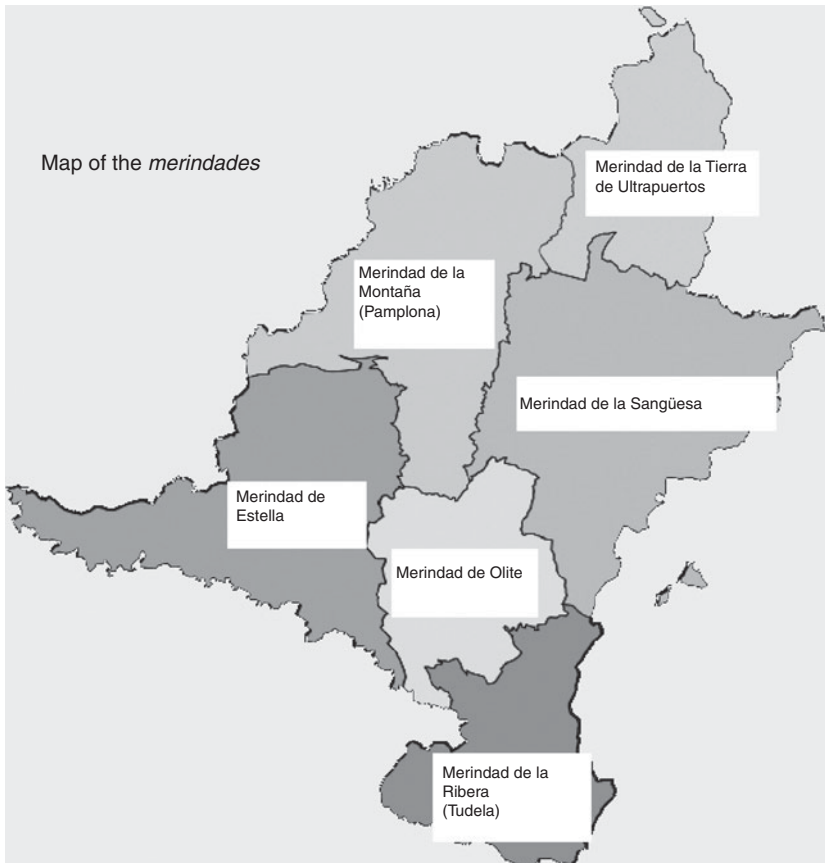 Map of the merindades
Merindad de la Tierra
de Ultrapuertos
Merindad de la
Montaña
(Pamplona)
Merindad de la Sangüesa
Merindad de
Estella
Merindad de Olite
Merindad de la
Ribera
(Tudela)